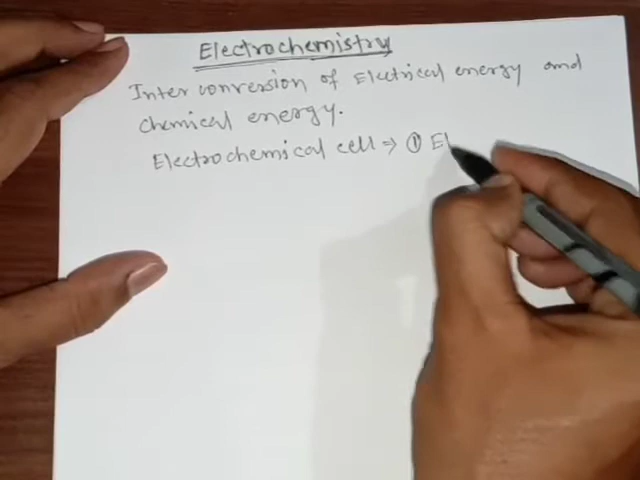 Electrochemistry
Inter conversion of Electrical energy and
chemical energy.
Electrochemical cell => ① El